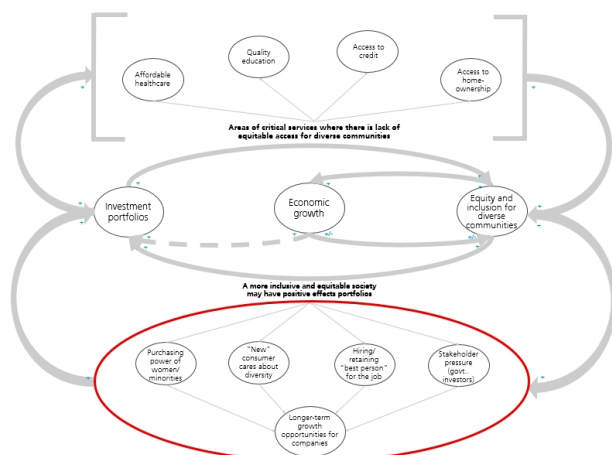 Affordable
healthcare
Quality
education
Access
to credit
Access to
home-
ownership
Areas of critical services where there is lack of
equitable access for diverse communities
Investment
portfolios
Economic
growth
Equity and
inclusion for
diverse
communities
+
+
+
+
+
+
+
+
+
+
+
+
+/-
+/-
+
+
+
+
A more inclusive and equitable society
may have positive effects portfolios
Purchasing
power of
women/
minorities
"New"
consumer
cares about
diversity
Hiring/
retaining
"best person"
for the job
Stakeholder
pressure
(govt..
investors)
Longer-term
growth
opportunities for
companies